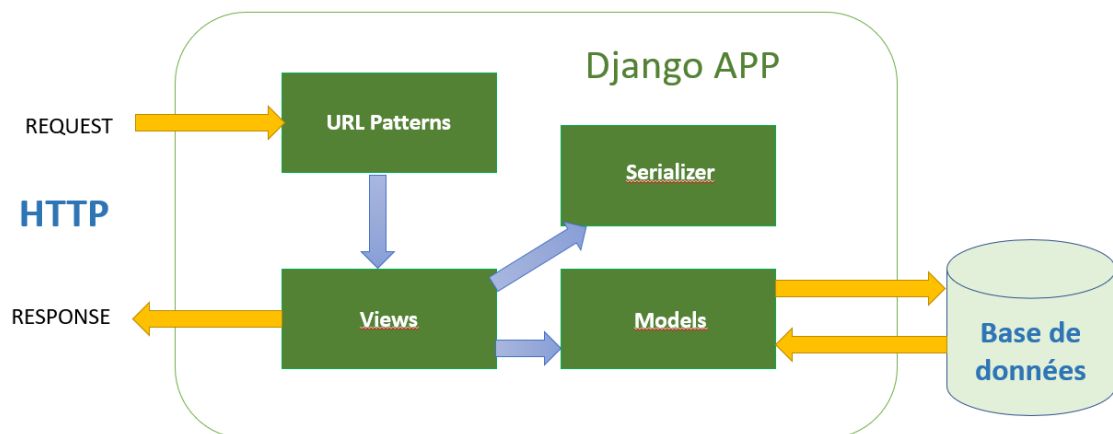 Django APP
URL Patterns
REQUEST
Serializer
HTTP
RESPONSE
Views
Models
Base de
données